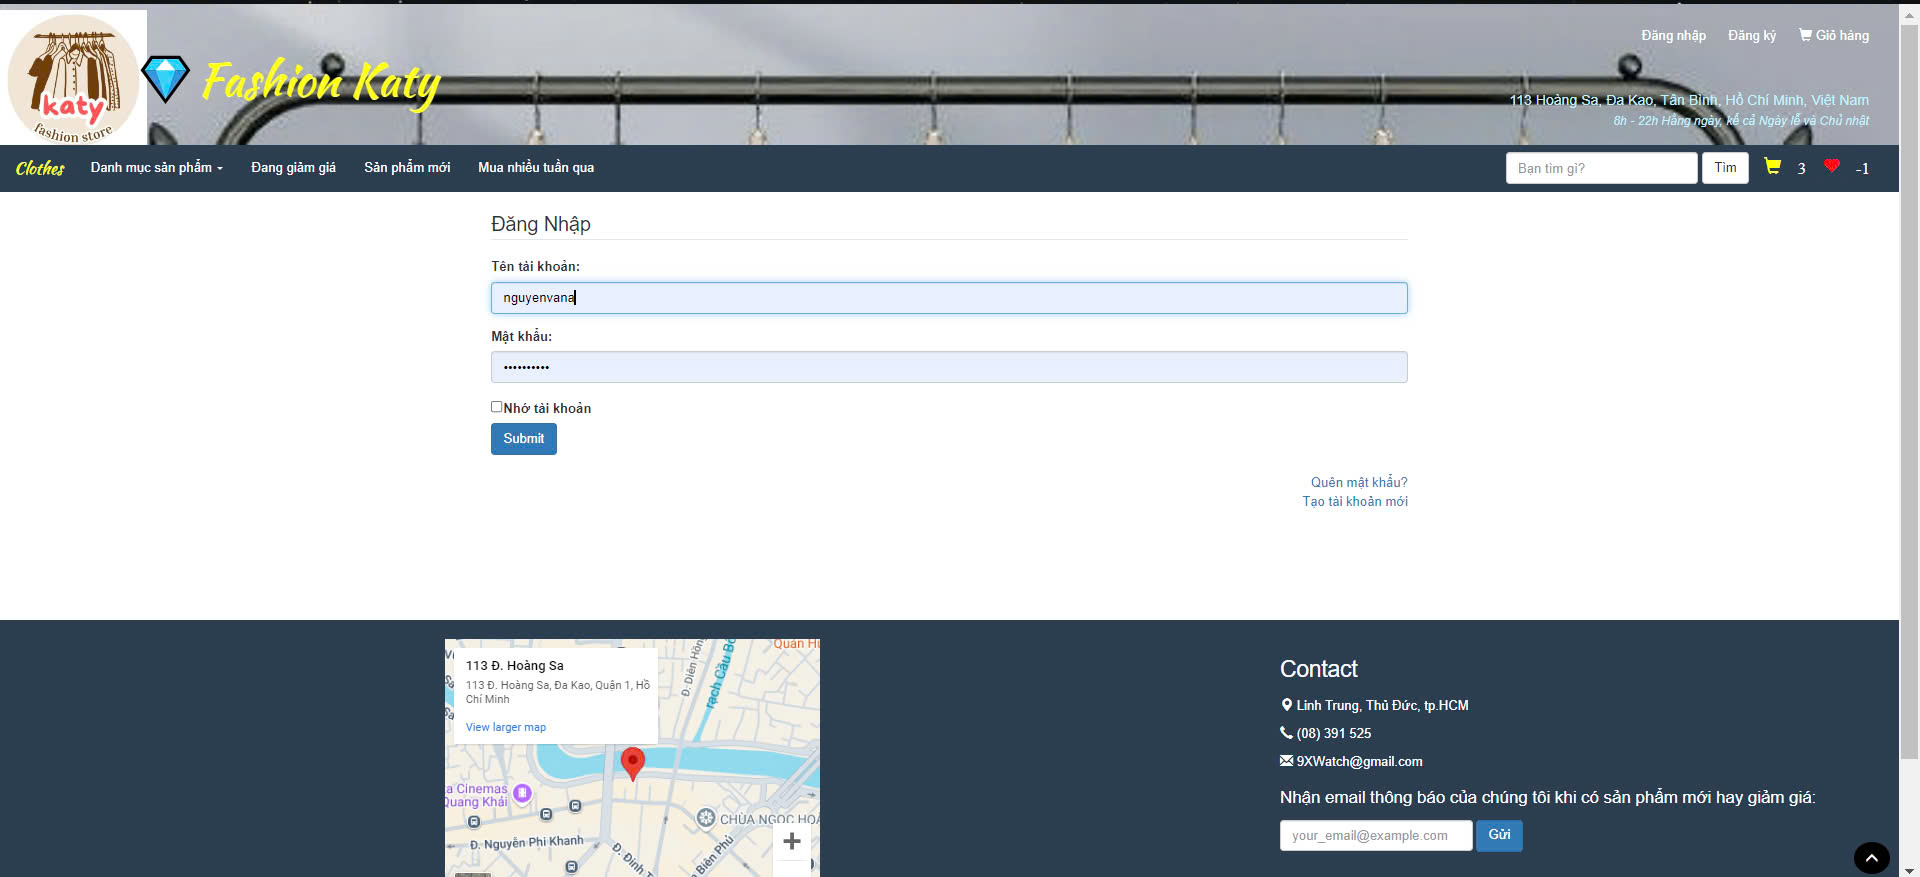 Đăng nhập Đăng ký Giỏ hàng
katy
fashion store
Fashion Katy
113 Hoàng Sa, Đa Kao, Tân Bình, Hồ Chí Minh, Việt Nam
8h - 22h Hằng ngày, kể cả Ngày lễ và Chủ nhật
Clothes Danh mục sản phẩm Đang giảm giá Sản phẩm mới Mua nhiều tuần qua Bạn tìm gì? Tìm 3 -1
Đăng Nhập
Tên tài khoản:
nguyenvana
Mật khẩu:
••••••••••
Nhớ tài khoản
Submit
Quên mật khẩu?
Tạo tài khoản mới
113 Đ. Hoàng Sa
113 Đ. Hoàng Sa, Đa Kao, Quận 1, Hồ
Chí Minh
View larger map
Đ. Diên Hồng
rạch Cầu Bô
Quán
a Cinemas
Quang Khải
CHÙA NGỌC HOÀ
Đ. Nguyễn Phi Khanh
Đ. Đinh
Biên Phủ
Contact
Linh Trung, Thủ Đức, tp.HCM
(08) 391 525
9XWatch@gmail.com
Nhận email thông báo của chúng tôi khi có sản phẩm mới hay giảm giá:
your_email@example.com Gửi